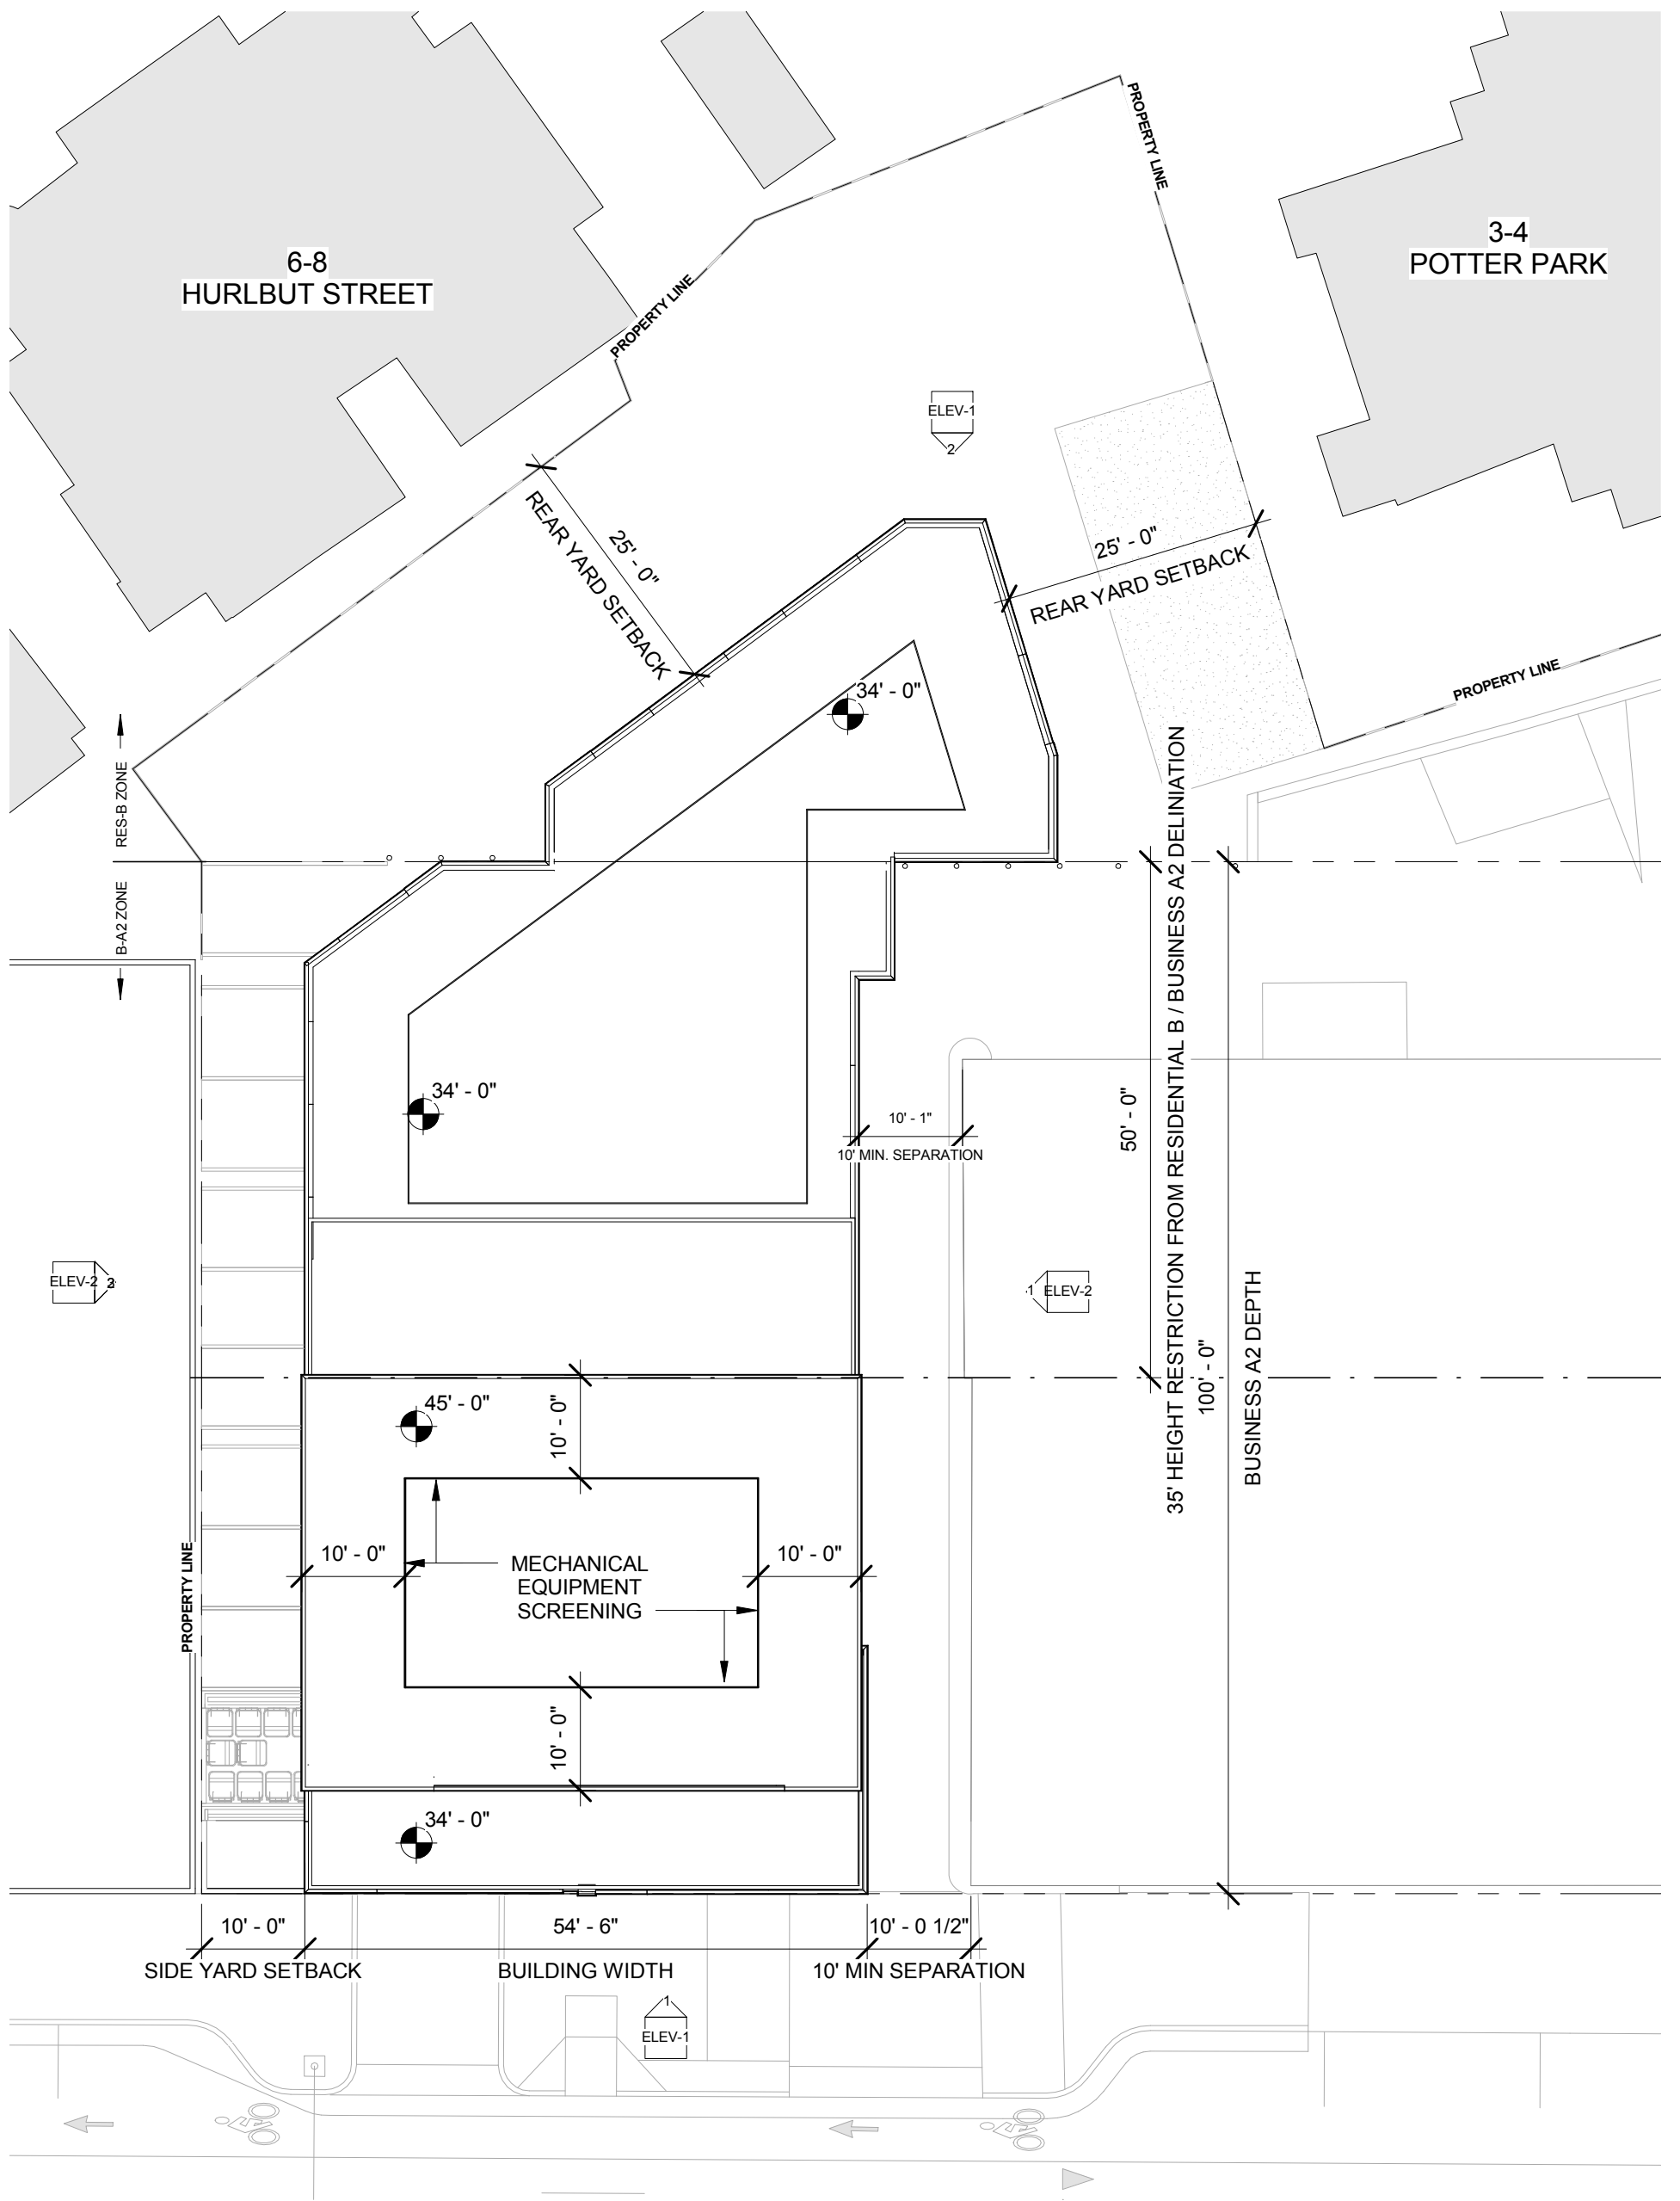 PROPERTY LINE
6-8
HURLBUT STREET
3-4
POTTER PARK
PROPERTY LINE
ELEV-1
2
25' - 0"
REAR YARD SETBACK
25' - 0"
REAR YARD SETBACK
PROPERTY LINE
34' - 0"
RES-B ZONE
B-A2 ZONE
34' - 0"
10' - 1"
10' MIN. SEPARATION
50' - 0"
35' HEIGHT RESTRICTION FROM RESIDENTIAL B / BUSINESS A2 DELINIATION
100' - 0"
BUSINESS A2 DEPTH
ELEV-2
1 ELEV-2
45' - 0"
10' - 0"
10' - 0"
10' - 0"
MECHANICAL
EQUIPMENT
SCREENING
PROPERTY LINE
10' - 0"
34' - 0"
10' - 0"
54' - 6"
10' - 0 1/2"
SIDE YARD SETBACK
BUILDING WIDTH
10' MIN SEPARATION
1
ELEV-1